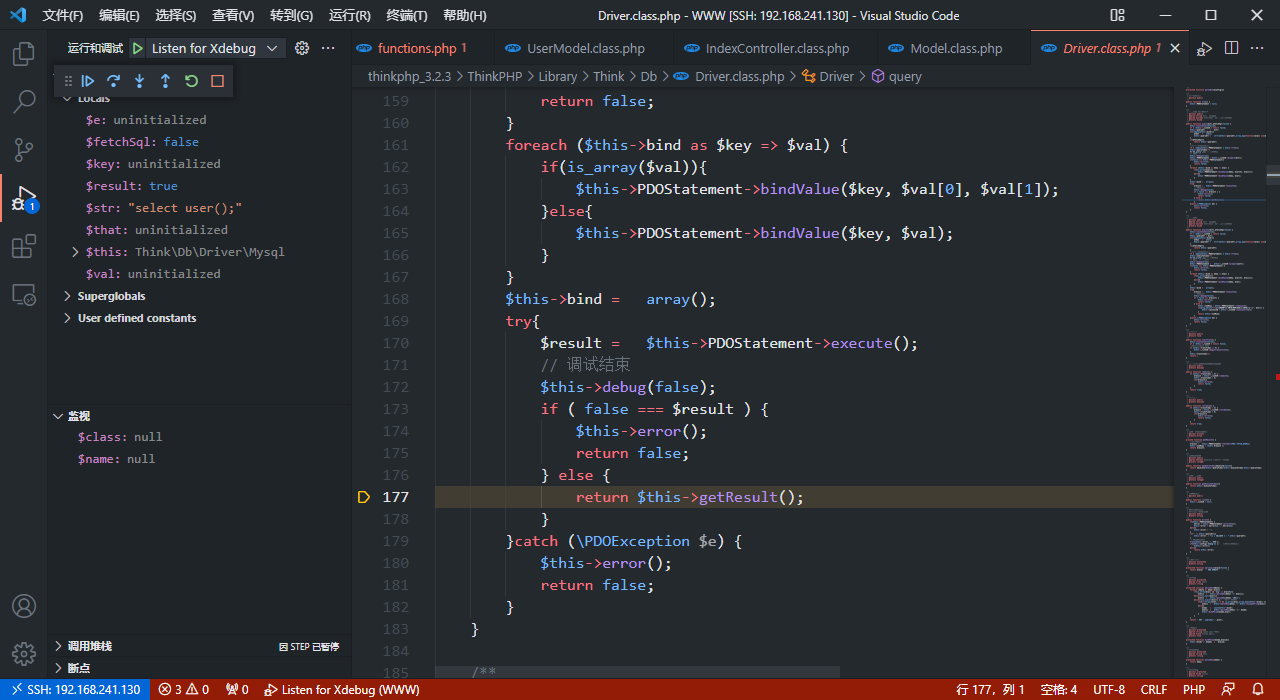 文件(F) 编辑(E) 选择(S) 查看(V) 转到(G) 运行(R) 终端(T) 帮助(H) Driver.class.php - WWW [SSH: 192.168.241.130] - Visual Studio Code
运行和调试 Listen for Xdebug ··· functions.php 1 UserModel.class.php IndexController.class.php Model.class.php Driver.class.php 1
thinkphp_3.2.3 > ThinkPHP > Library > Think > Db > Driver.class.php > Driver > query
Locals
$e: uninitialized
$fetchSql: false
$key: uninitialized
$result: true
$str: "select user();"
$that: uninitialized
$this: Think\Db\Driver\Mysql
$val: uninitialized
Superglobals
User defined constants
监视
$class: null
$name: null
调用堆栈 因 STEP 已暂停
断点
159 return false;
160 }
161 foreach ($this->bind as $key => $val) {
162 if(is_array($val)){
163 $this->PDOStatement->bindValue($key, $val[0], $val[1]);
164 }else{
165 $this->PDOStatement->bindValue($key, $val);
166 }
167 }
168 $this->bind = array();
169 try{
170 $result = $this->PDOStatement->execute();
171 // 调试结束
172 $this->debug(false);
173 if ( false === $result ) {
174 $this->error();
175 return false;
176 } else {
177 return $this->getResult();
178 }
179 }catch (\PDOException $e) {
180 $this->error();
181 return false;
182 }
183 }
184
185 /**
SSH: 192.168.241.130 3 0 0 Listen for Xdebug (WWW) 行 177，列 1 空格: 4 UTF-8 CRLF PHP